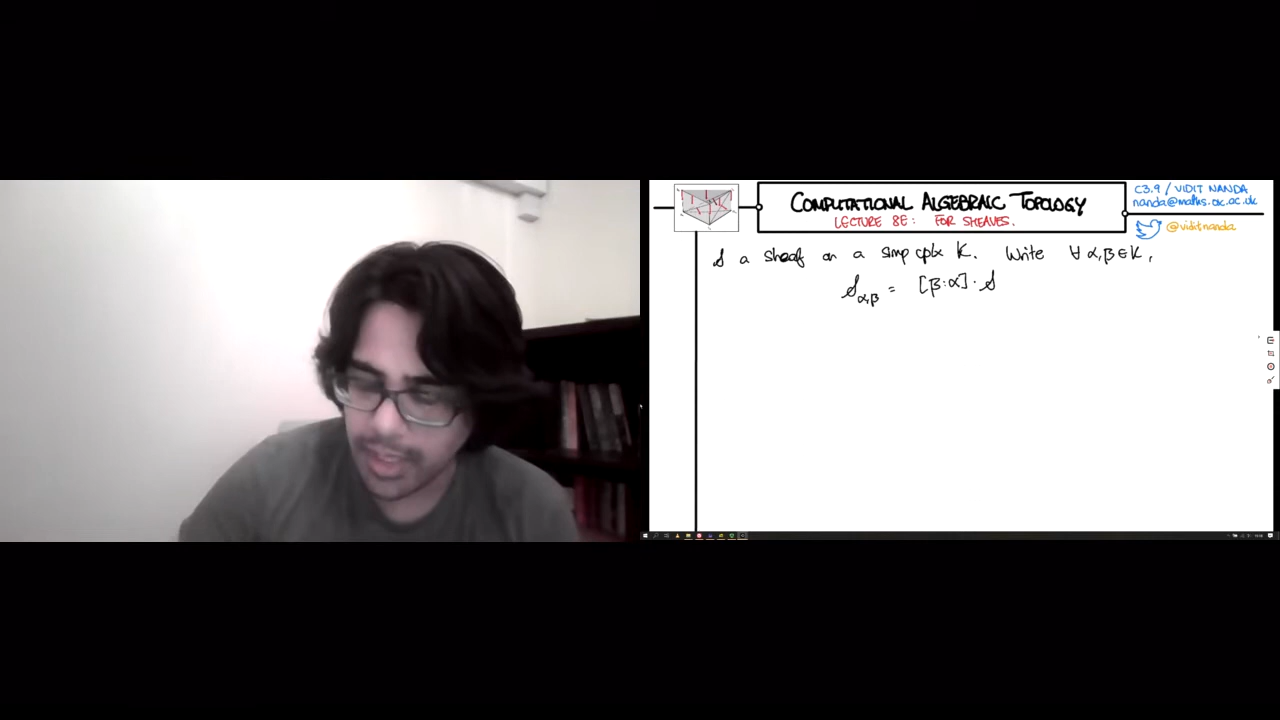 COMPUTATIONAL ALGEBRAIC TOPOLOGY
LECTURE 8E: FOR SHEAVES.
C3.9 / VIDIT NANDA
nanda@maths.ox.ac.uk
@viditnanda
𝒮 a sheaf on a simp cplx K. Write ∀ α,β ∈ K,
𝒮_{α,β} = [β:α]·𝒮